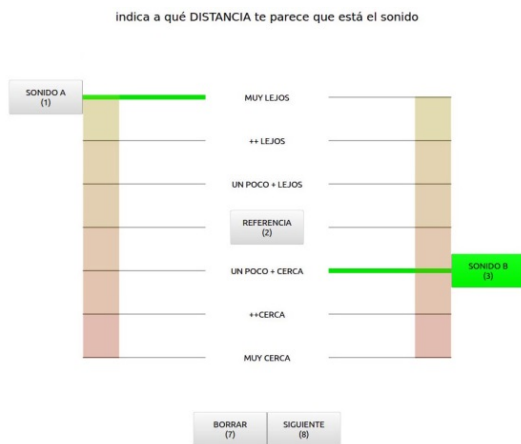 indica a qué DISTANCIA te parece que está el sonido
SONIDO A
(1)
MUY LEJOS
++ LEJOS
UN POCO + LEJOS
REFERENCIA
(2)
UN POCO + CERCA
SONIDO B
(3)
++CERCA
MUY CERCA
BORRAR
(7)
SIGUIENTE
(8)